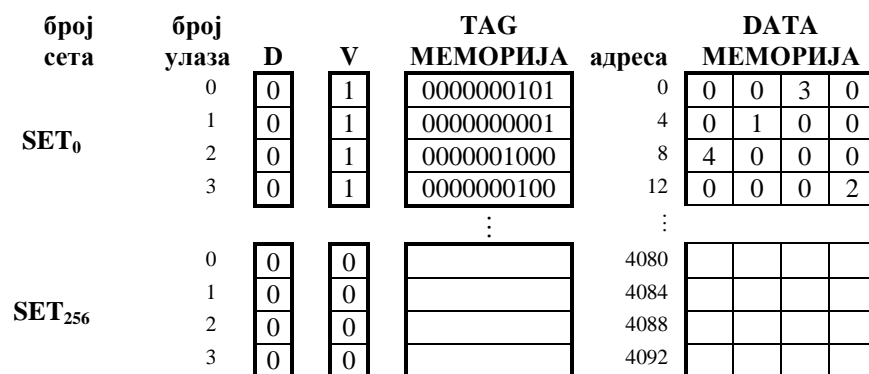 број број TAG DATA
сета улаза D V МЕМОРИЈА адреса МЕМОРИЈА
0 0 1 0000000101 0 0 0 3 0
1 0 1 0000000001 4 0 1 0 0
SET₀
2 0 1 0000001000 8 4 0 0 0
3 0 1 0000000100 12 0 0 0 2
⋮ ⋮
0 0 0 4080
1 0 0 4084
SET₂₅₆
2 0 0 4088
3 0 0 4092